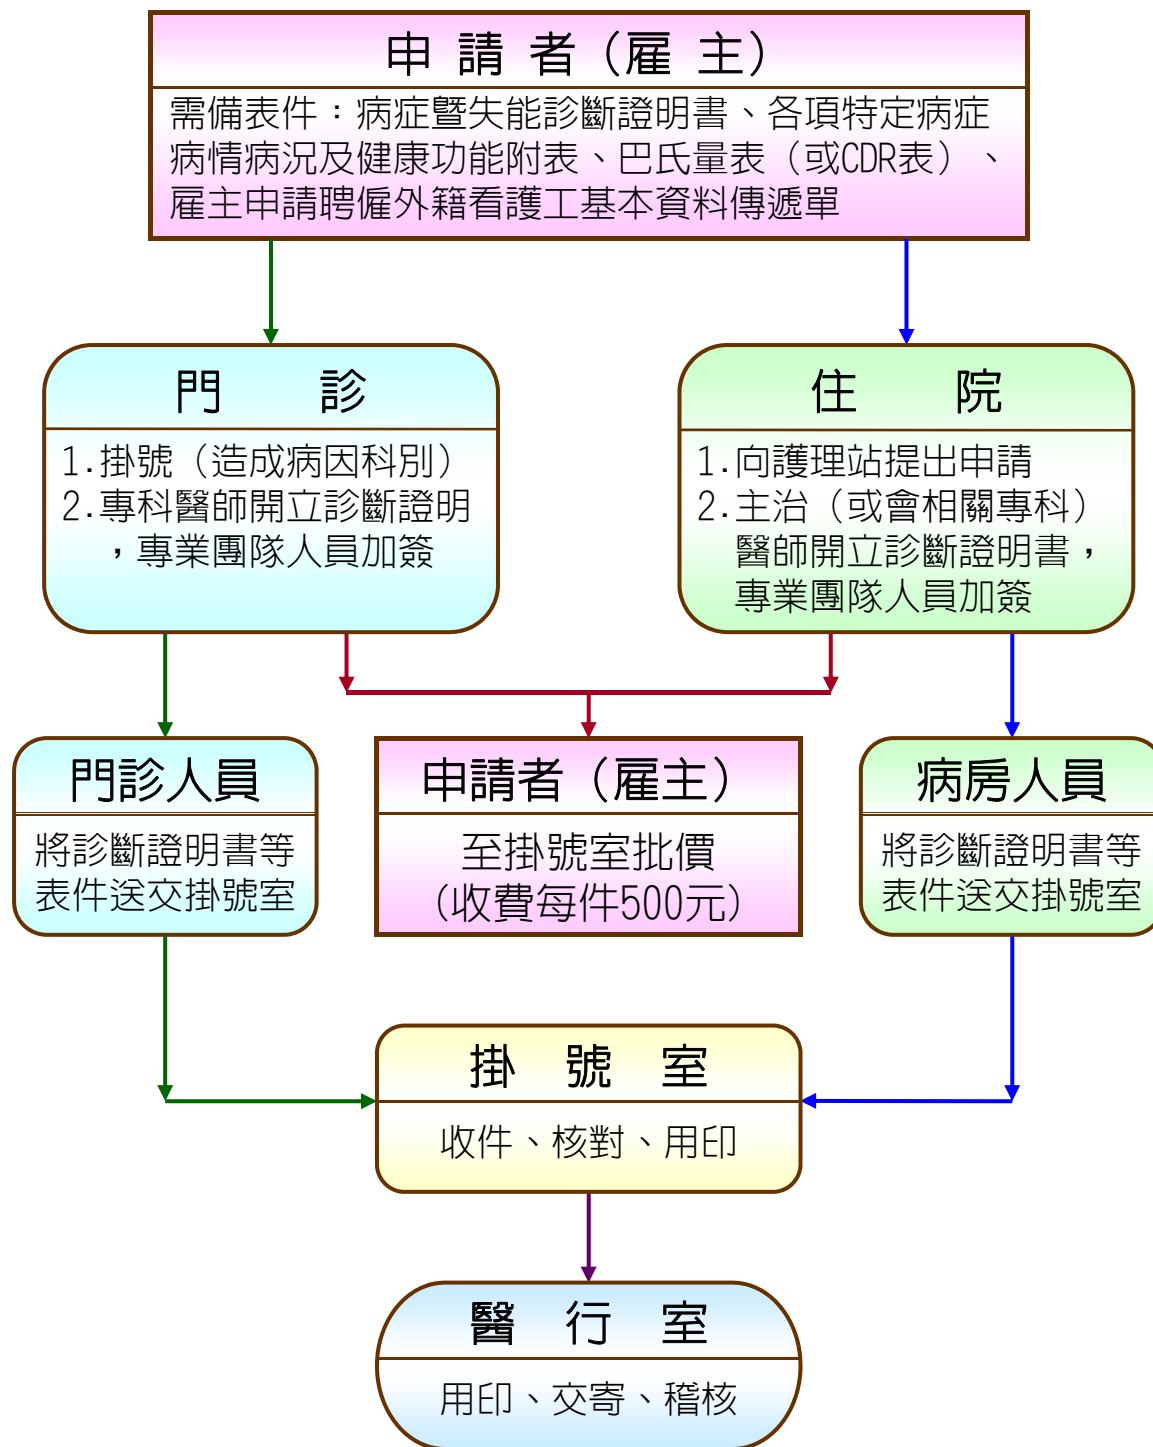 申 請 者（雇 主）
需備表件：病症暨失能診斷證明書、各項特定病症
病情病況及健康功能附表、巴氏量表（或CDR表）、
雇主申請聘僱外籍看護工基本資料傳遞單
門 診
1.掛號（造成病因科別）
2.專科醫師開立診斷證明
，專業團隊人員加簽
住 院
1.向護理站提出申請
2.主治（或會相關專科）
醫師開立診斷證明書，
專業團隊人員加簽
門診人員
將診斷證明書等
表件送交掛號室
申請者（雇主）
至掛號室批價
（收費每件500元）
病房人員
將診斷證明書等
表件送交掛號室
掛 號 室
收件、核對、用印
醫 行 室
用印、交寄、稽核